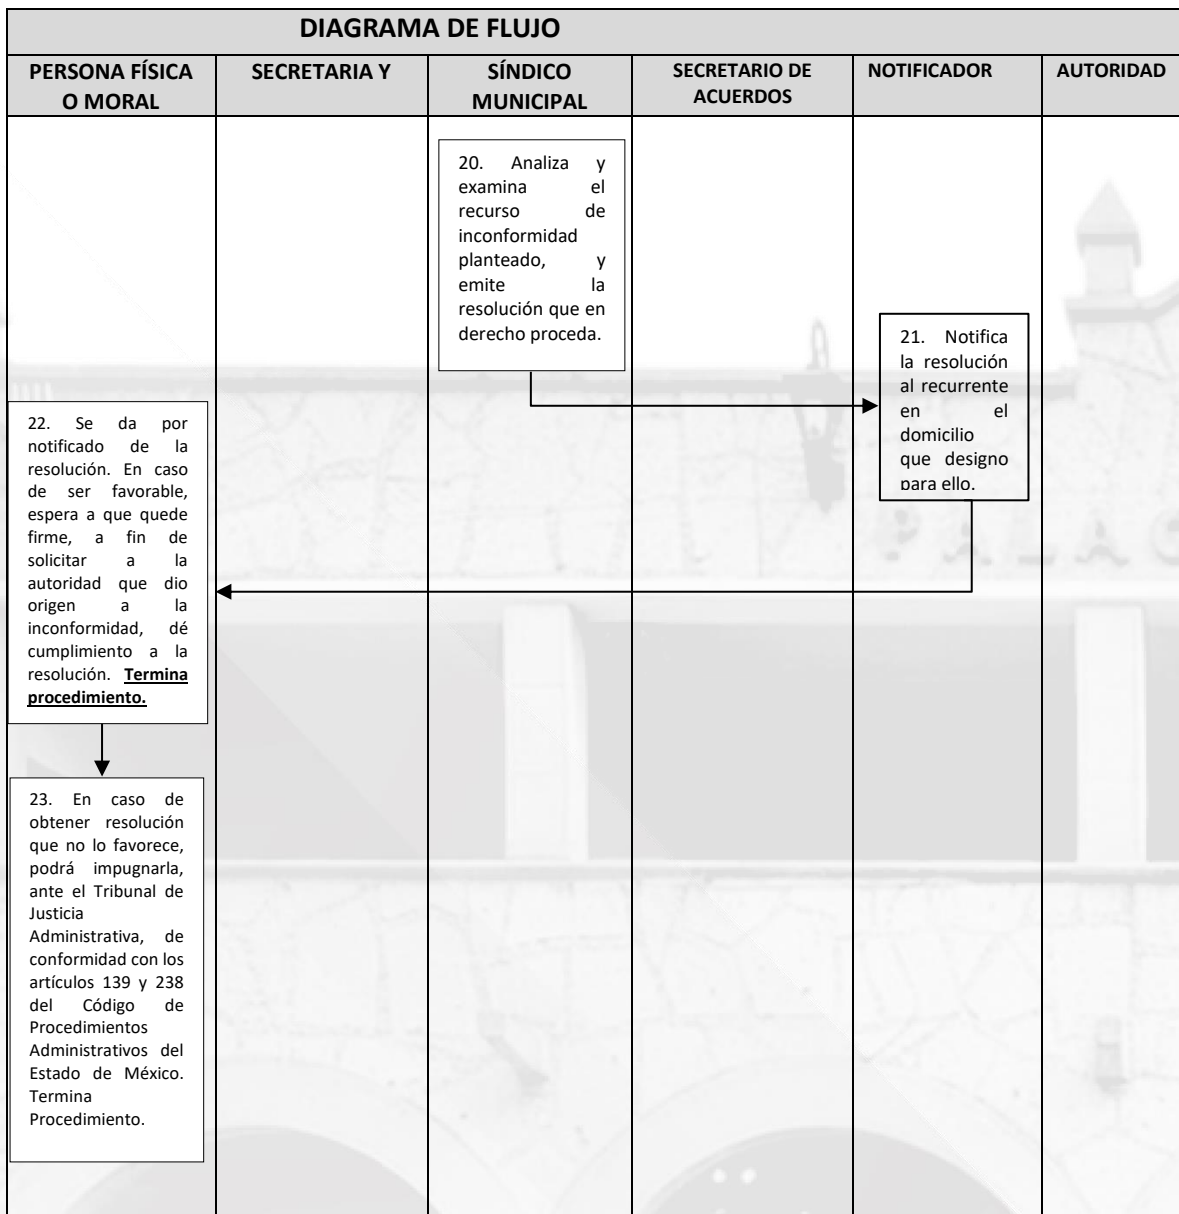 DIAGRAMA DE FLUJO
PERSONA FÍSICA
O MORAL
SECRETARIA Y
SÍNDICO
MUNICIPAL
SECRETARIO DE
ACUERDOS
NOTIFICADOR
AUTORIDAD
20. Analiza y
examina el
recurso de
inconformidad
planteado, y
emite la
resolución que en
derecho proceda.
21. Notifica
la resolución
al recurrente
en el
domicilio
que designo
para ello.
22. Se da por
notificado de la
resolución. En caso
de ser favorable,
espera a que quede
firme, a fin de
solicitar a la
autoridad que dio
origen a la
inconformidad, dé
cumplimiento a la
resolución. Termina
procedimiento.
23. En caso de
obtener resolución
que no lo favorece,
podrá impugnarla,
ante el Tribunal de
Justicia
Administrativa, de
conformidad con los
artículos 139 y 238
del Código de
Procedimientos
Administrativos del
Estado de México.
Termina
Procedimiento.
PALAC